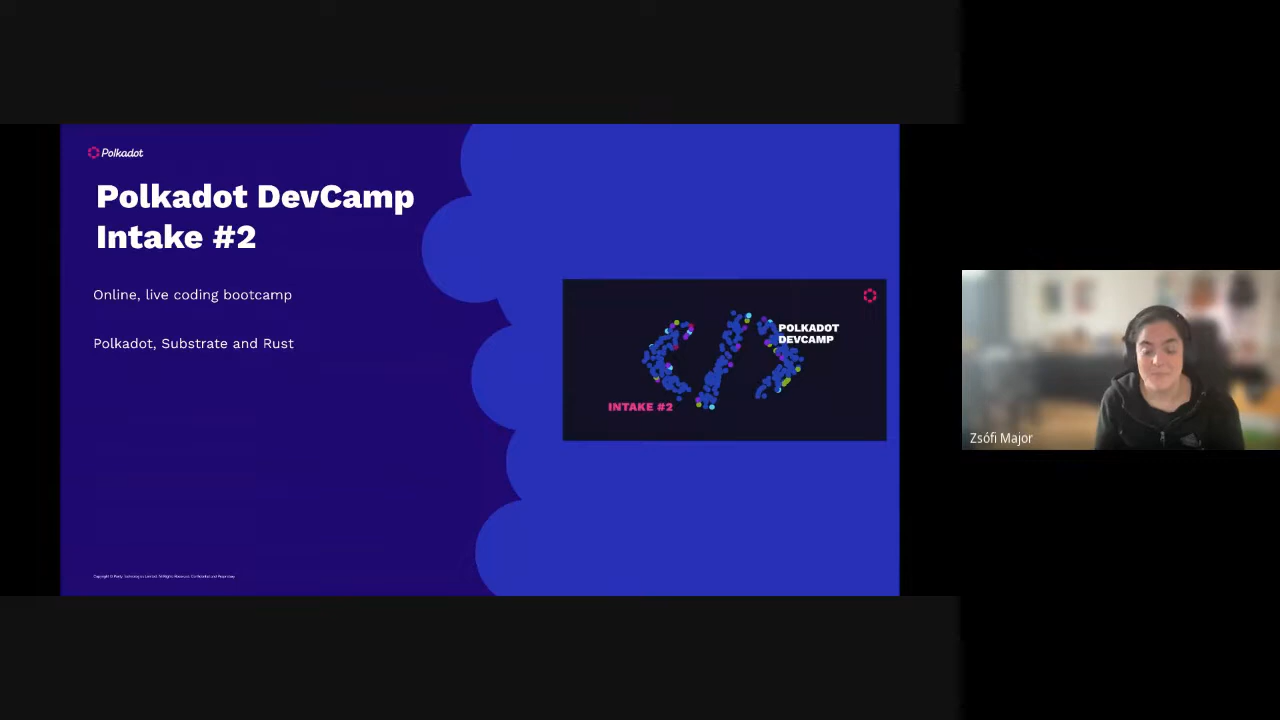 Polkadot
Polkadot DevCamp
Intake #2
Online, live coding bootcamp
Polkadot, Substrate and Rust
POLKADOT
DEVCAMP
INTAKE #2
Zsófi Major